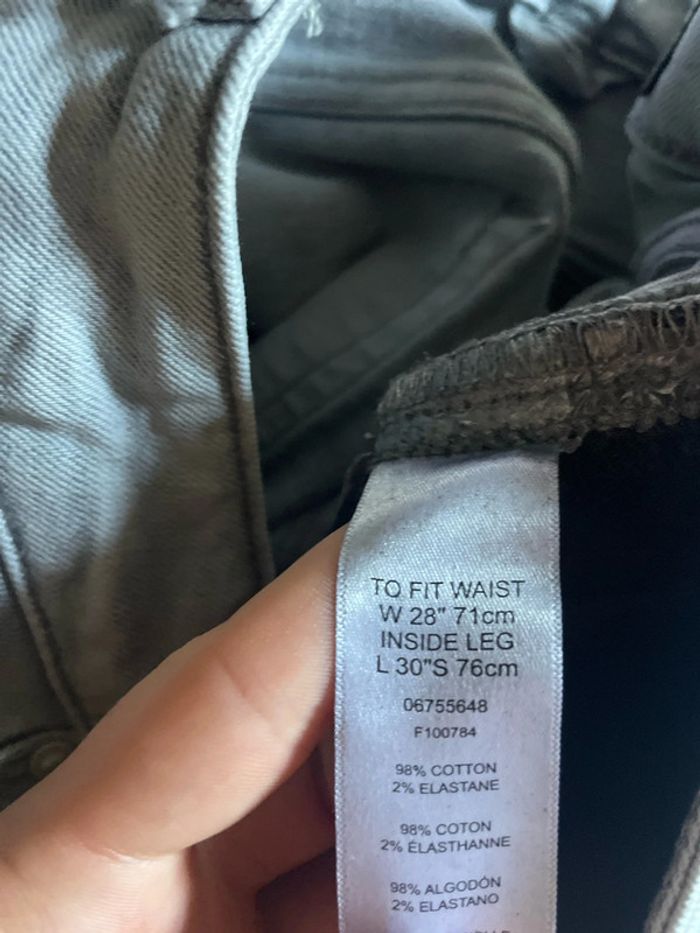 TO FIT WAIST
W 28" 71cm
INSIDE LEG
L 30"S 76cm
06755648
F100784
98% COTTON
2% ELASTANE
98% COTON
2% ÉLASTHANNE
98% ALGODÓN
2% ELASTANO